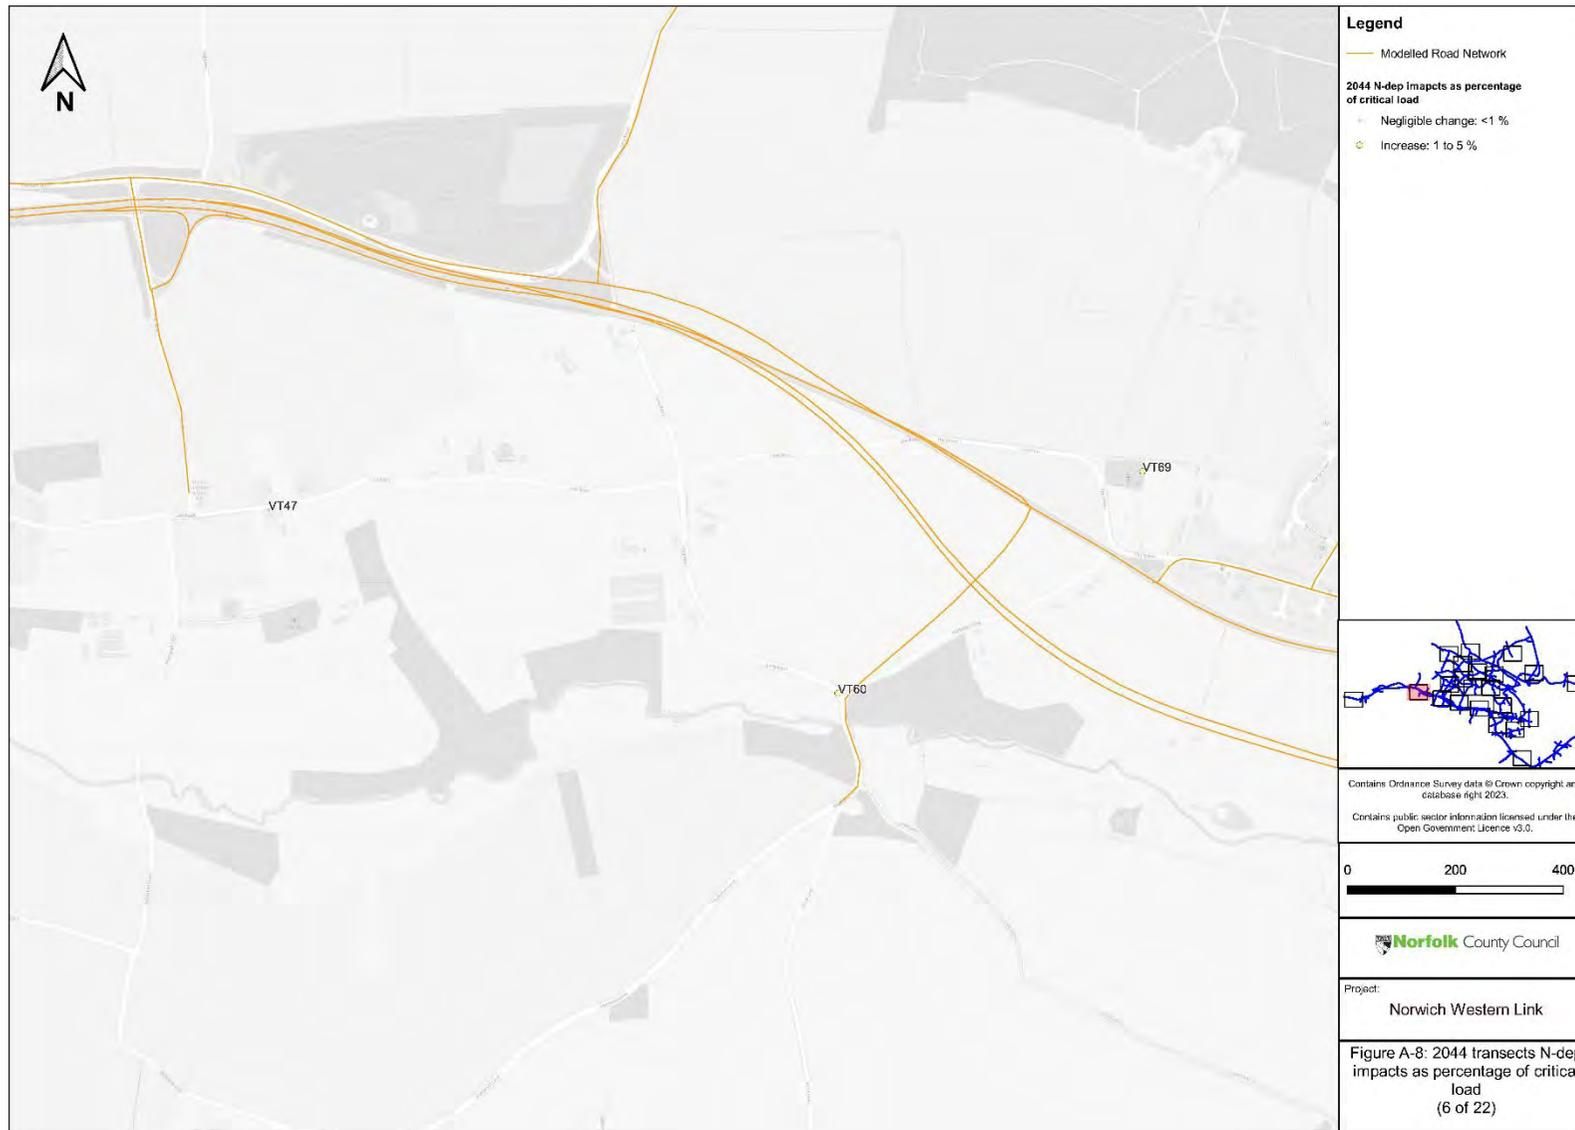 N
VT69
VT47
VT60
Legend
Modelled Road Network
2044 N-dep Imapcts as percentage
of critical load
Negligible change: <1 %
Increase: 1 to 5 %
Contains Ordnance Survey data © Crown copyright an
database right 2023.
Contains public sector information licensed under the
Open Government Licence v3.0.
0 200 400
Norfolk County Council
Project:
Norwich Western Link
Figure A-8: 2044 transects N-dep
impacts as percentage of critica
load
(6 of 22)